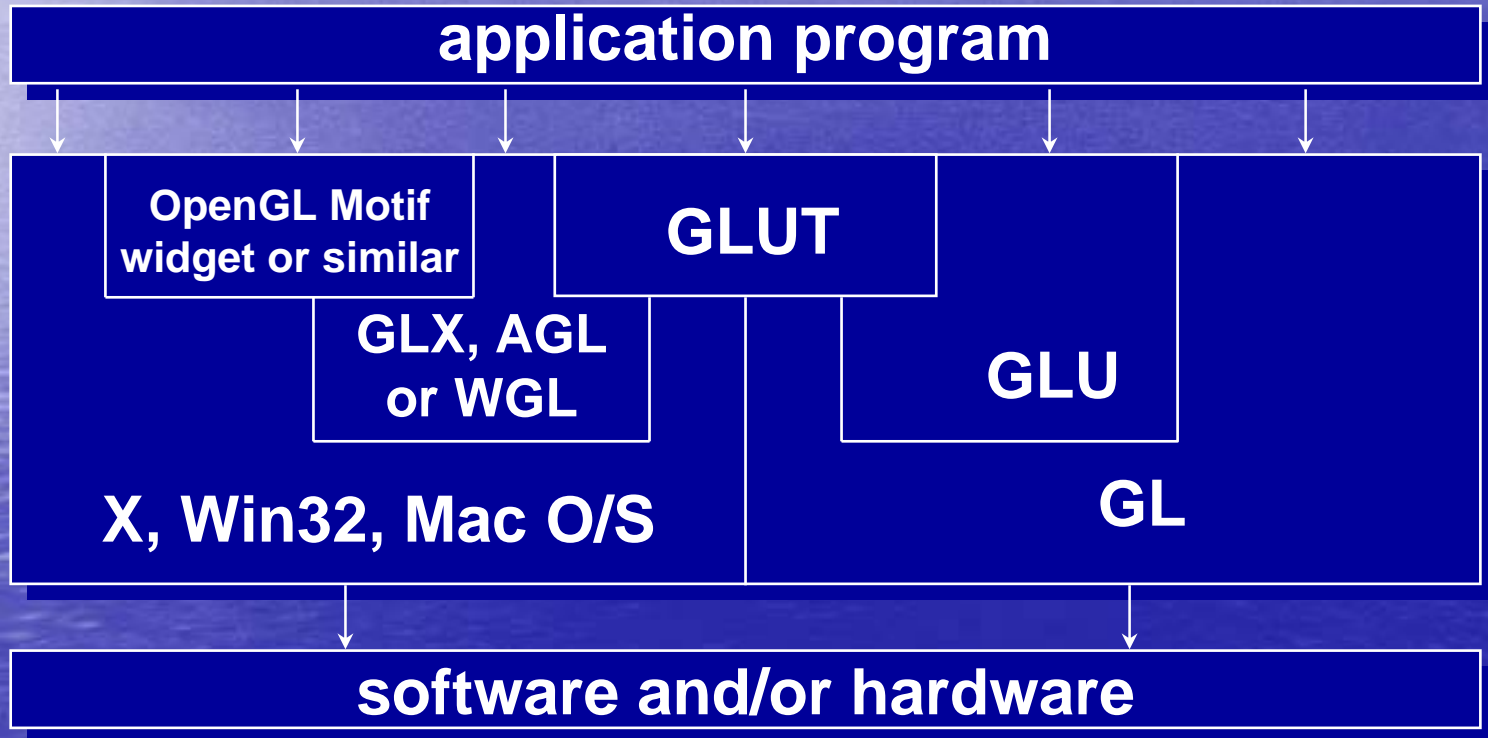 application program
OpenGL Motif
widget or similar
GLUT
GLX, AGL
or WGL
GLU
X, Win32, Mac O/S
GL
software and/or hardware